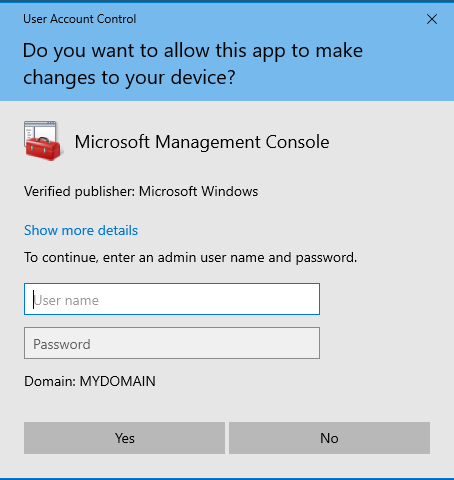 User Account Control
Do you want to allow this app to make
changes to your device?
Microsoft Management Console
Verified publisher: Microsoft Windows
Show more details
To continue, enter an admin user name and password.
User name
Password
Domain: MYDOMAIN
Yes
No